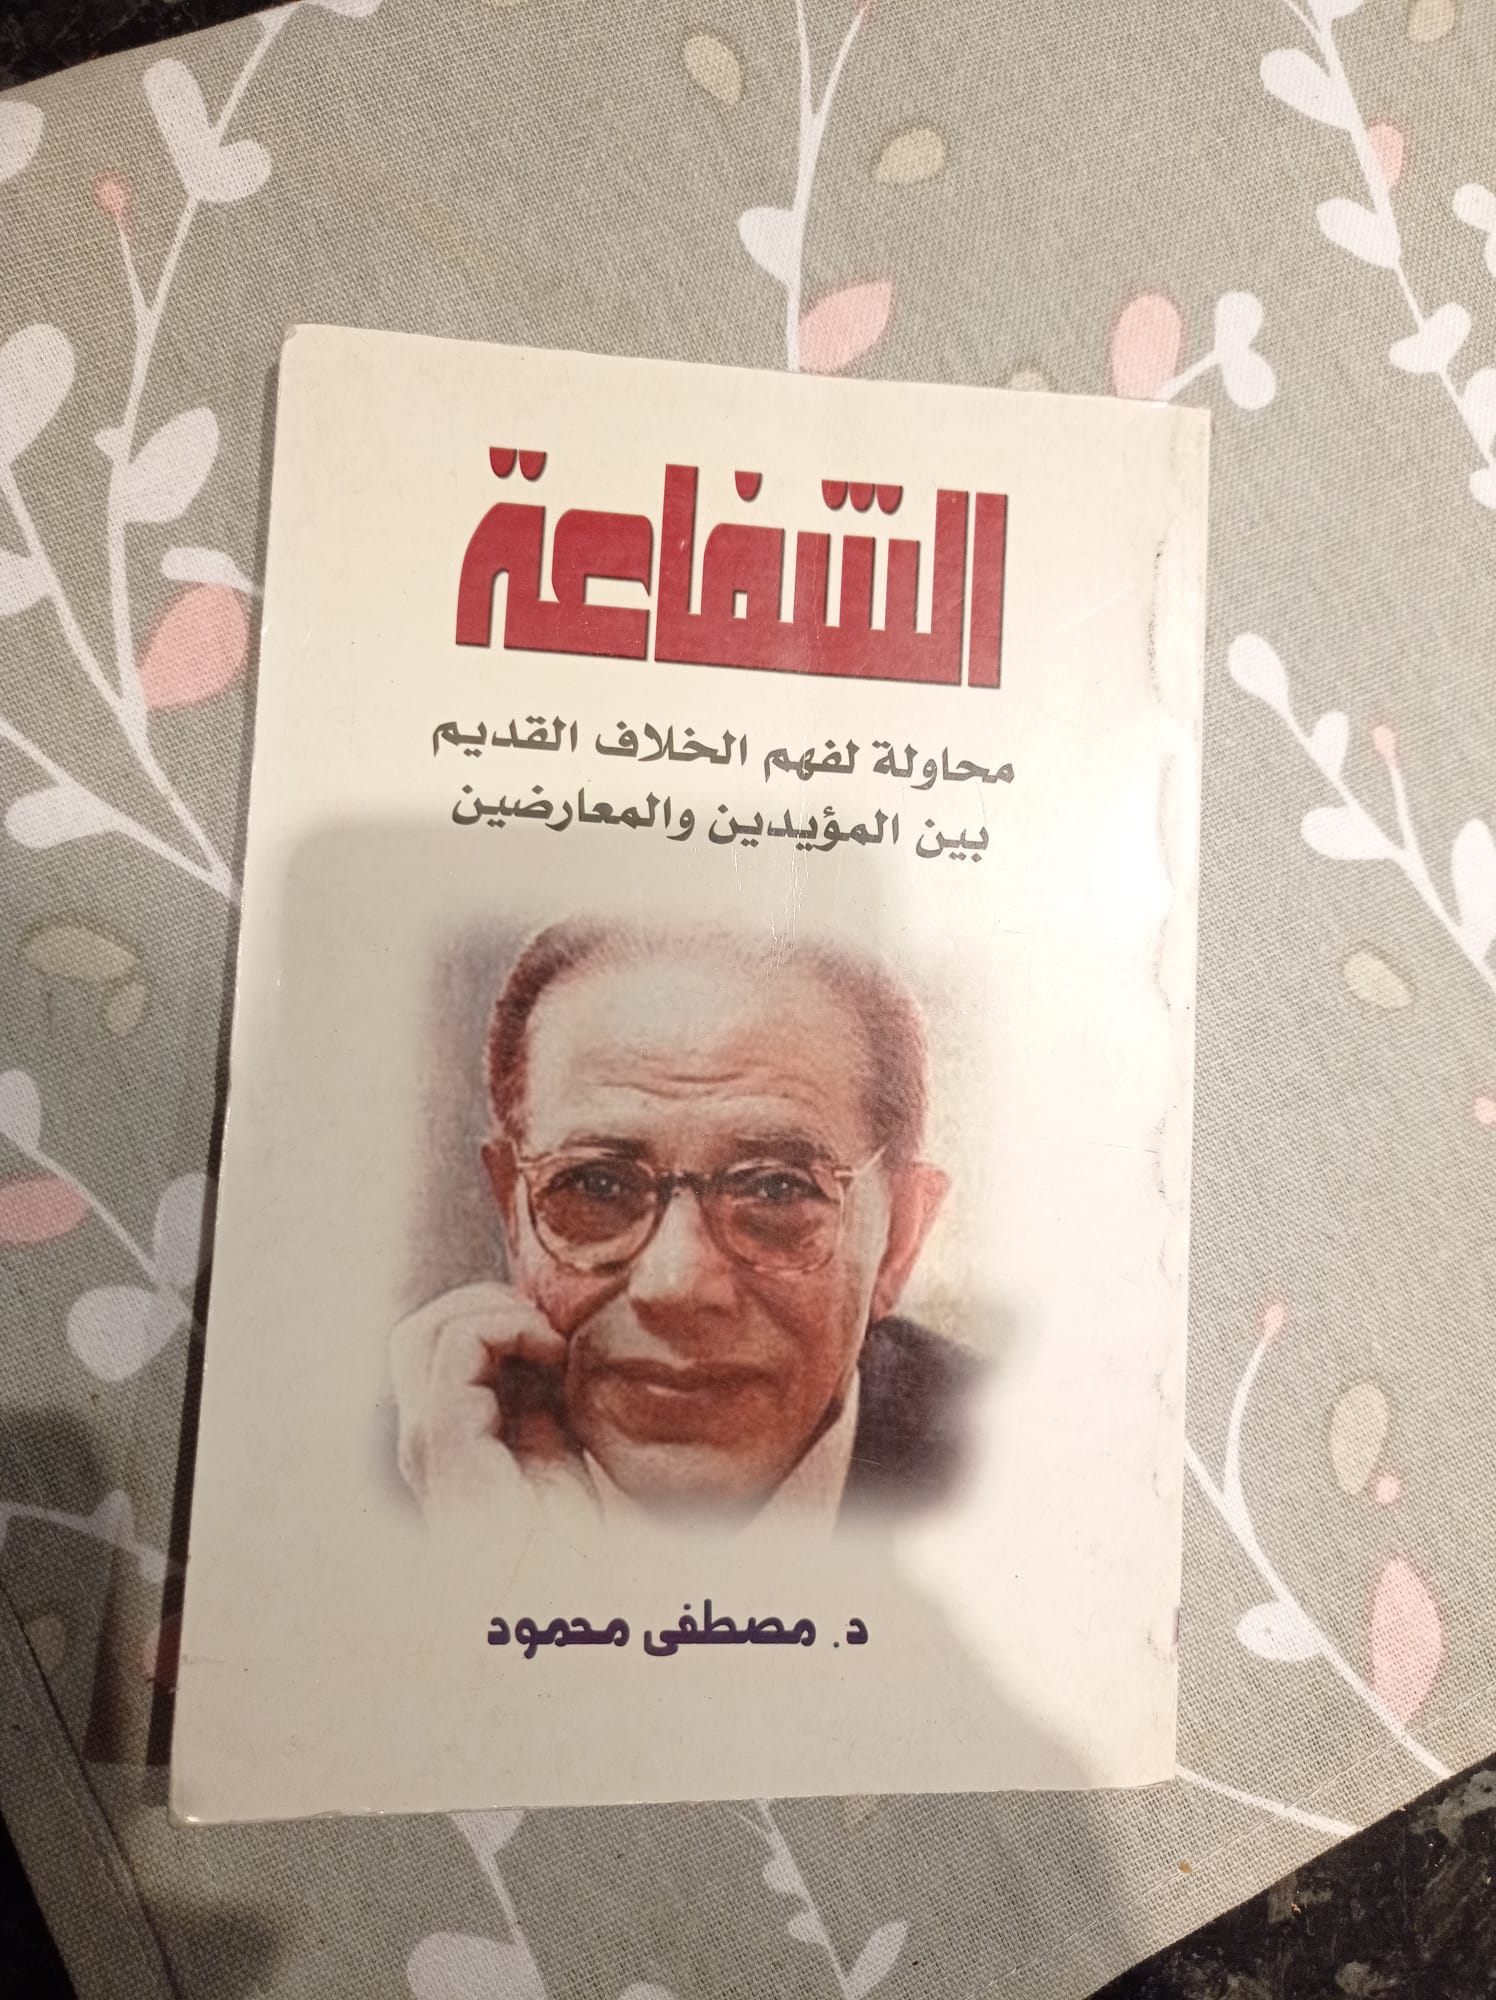 الشفاعة
محاولة لفهم الخلاف القديم
بين المؤيدين والمعارضين
د. مصطفى محمود